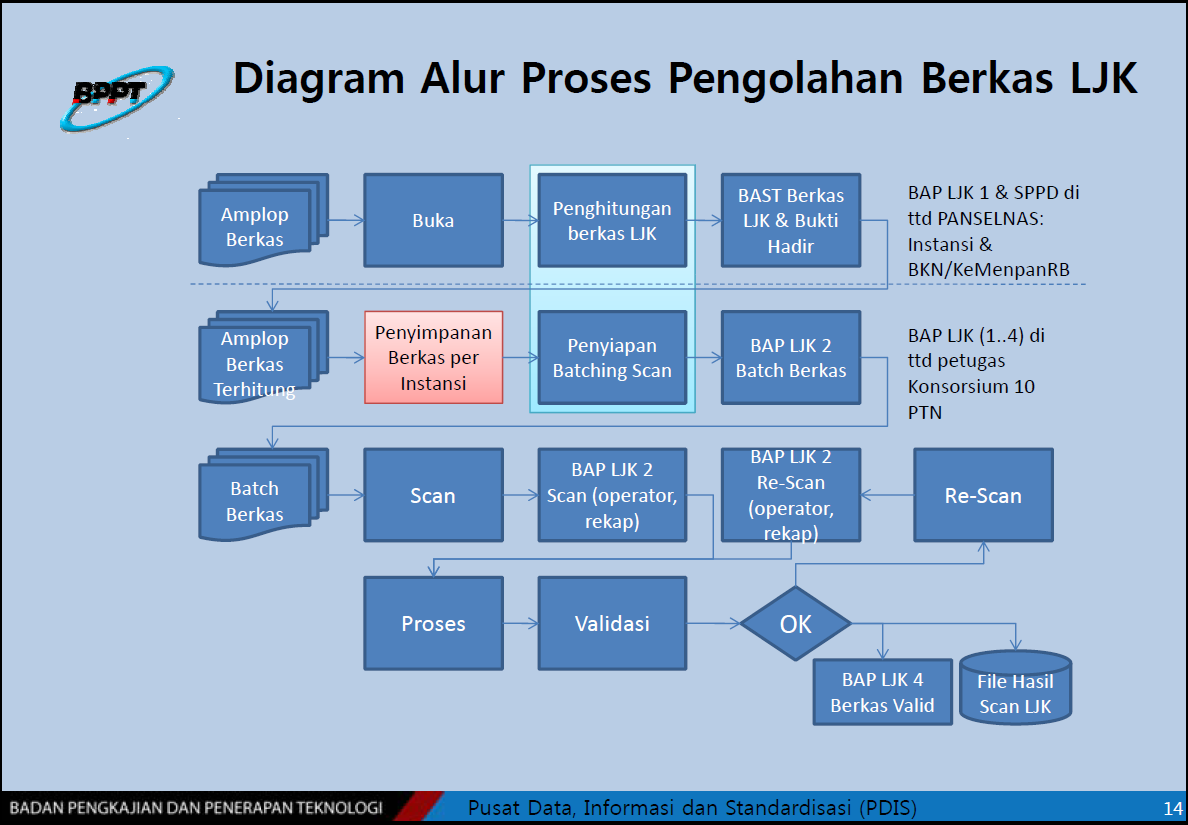 BPPT
Diagram Alur Proses Pengolahan Berkas LJK
Amplop
Berkas
Buka
Penghitungan
berkas LJK
BAST Berkas
LJK & Bukti
Hadir
BAP LJK 1 & SPPD di
ttd PANSELNAS:
Instansi &
BKN/KeMenpanRB
Amplop
Berkas
Terhitung
Penyimpanan
Berkas per
Instansi
Penyiapan
Batching Scan
BAP LJK 2
Batch Berkas
BAP LJK (1..4) di
ttd petugas
Konsorsium 10
PTN
Batch
Berkas
Scan
BAP LJK 2
Scan (operator,
rekap)
BAP LJK 2
Re-Scan
(operator,
rekap)
Re-Scan
Proses
Validasi
OK
BAP LJK 4
Berkas Valid
File Hasil
Scan LJK
BADAN PENGKAJIAN DAN PENERAPAN TEKNOLOGI
Pusat Data, Informasi dan Standardisasi (PDIS)
14